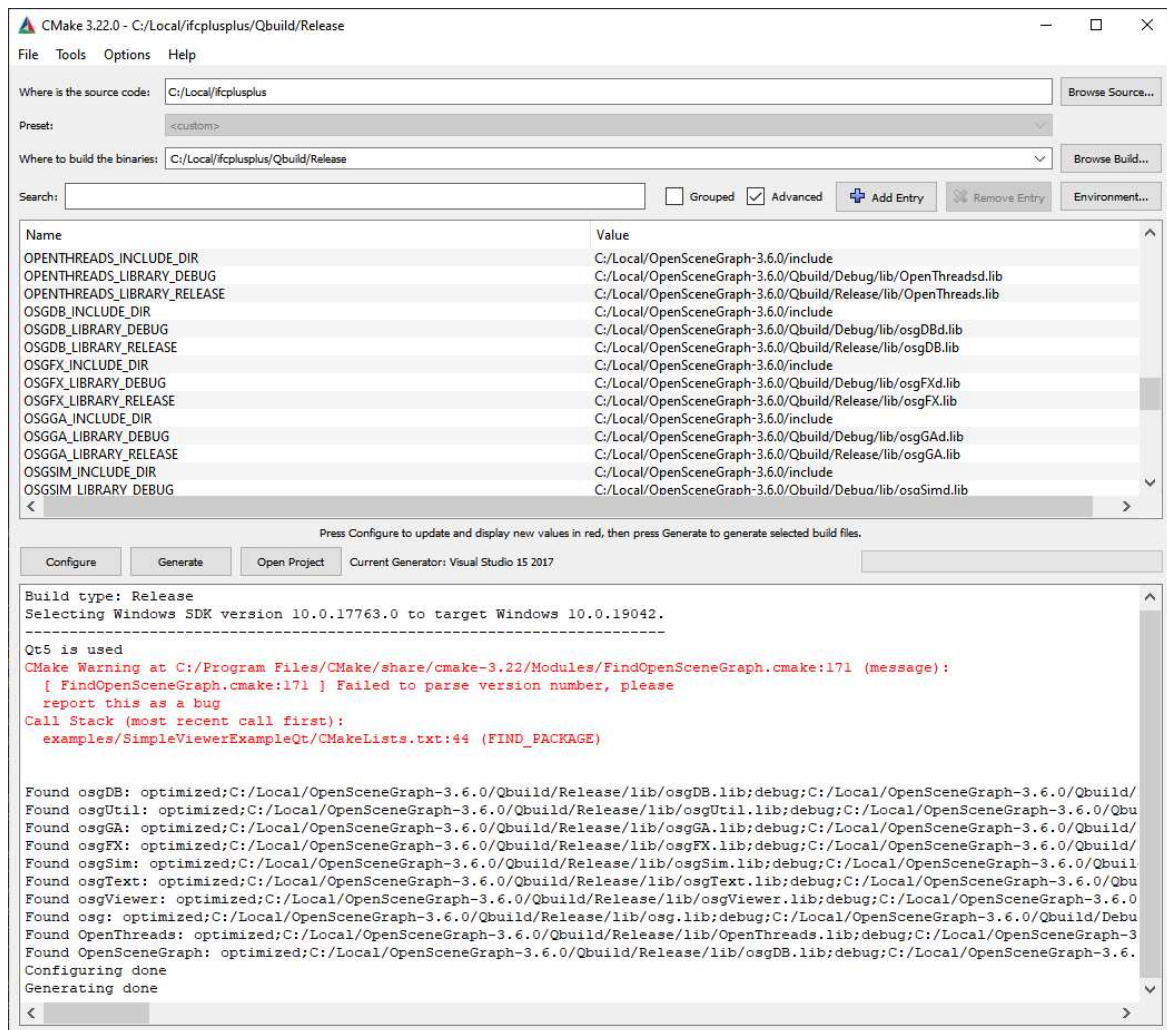 CMake 3.22.0 - C:/Local/ifcplusplus/Qbuild/Release
File Tools Options Help
Where is the source code: C:/Local/ifcplusplus Browse Source...
Preset: <custom>
Where to build the binaries: C:/Local/ifcplusplus/Qbuild/Release Browse Build...
Search: Grouped Advanced Add Entry Remove Entry Environment...
Name Value
OPENTHREADS_INCLUDE_DIR C:/Local/OpenSceneGraph-3.6.0/include
OPENTHREADS_LIBRARY_DEBUG C:/Local/OpenSceneGraph-3.6.0/Qbuild/Debug/lib/OpenThreadsd.lib
OPENTHREADS_LIBRARY_RELEASE C:/Local/OpenSceneGraph-3.6.0/Qbuild/Release/lib/OpenThreads.lib
OSGDB_INCLUDE_DIR C:/Local/OpenSceneGraph-3.6.0/include
OSGDB_LIBRARY_DEBUG C:/Local/OpenSceneGraph-3.6.0/Qbuild/Debug/lib/osgDBd.lib
OSGDB_LIBRARY_RELEASE C:/Local/OpenSceneGraph-3.6.0/Qbuild/Release/lib/osgDB.lib
OSGFX_INCLUDE_DIR C:/Local/OpenSceneGraph-3.6.0/include
OSGFX_LIBRARY_DEBUG C:/Local/OpenSceneGraph-3.6.0/Qbuild/Debug/lib/osgFXd.lib
OSGFX_LIBRARY_RELEASE C:/Local/OpenSceneGraph-3.6.0/Qbuild/Release/lib/osgFX.lib
OSGGA_INCLUDE_DIR C:/Local/OpenSceneGraph-3.6.0/include
OSGGA_LIBRARY_DEBUG C:/Local/OpenSceneGraph-3.6.0/Qbuild/Debug/lib/osgGAd.lib
OSGGA_LIBRARY_RELEASE C:/Local/OpenSceneGraph-3.6.0/Qbuild/Release/lib/osgGA.lib
OSGSIM_INCLUDE_DIR C:/Local/OpenSceneGraph-3.6.0/include
OSGSIM_LIBRARY_DEBUG C:/Local/OpenSceneGraph-3.6.0/Qbuild/Debug/lib/osgSimd.lib
Press Configure to update and display new values in red, then press Generate to generate selected build files.
Configure Generate Open Project Current Generator: Visual Studio 15 2017
Build type: Release
Selecting Windows SDK version 10.0.17763.0 to target Windows 10.0.19042.
------------------------------------------------------------------------
Qt5 is used
CMake Warning at C:/Program Files/CMake/share/cmake-3.22/Modules/FindOpenSceneGraph.cmake:171 (message):
[ FindOpenSceneGraph.cmake:171 ] Failed to parse version number, please
report this as a bug
Call Stack (most recent call first):
examples/SimpleViewerExampleQt/CMakeLists.txt:44 (FIND_PACKAGE)
Found osgDB: optimized;C:/Local/OpenSceneGraph-3.6.0/Qbuild/Release/lib/osgDB.lib;debug;C:/Local/OpenSceneGraph-3.6.0/Qbuild/
Found osgUtil: optimized;C:/Local/OpenSceneGraph-3.6.0/Qbuild/Release/lib/osgUtil.lib;debug;C:/Local/OpenSceneGraph-3.6.0/Qbu
Found osgGA: optimized;C:/Local/OpenSceneGraph-3.6.0/Qbuild/Release/lib/osgGA.lib;debug;C:/Local/OpenSceneGraph-3.6.0/Qbuild/
Found osgFX: optimized;C:/Local/OpenSceneGraph-3.6.0/Qbuild/Release/lib/osgFX.lib;debug;C:/Local/OpenSceneGraph-3.6.0/Qbuild/
Found osgSim: optimized;C:/Local/OpenSceneGraph-3.6.0/Qbuild/Release/lib/osgSim.lib;debug;C:/Local/OpenSceneGraph-3.6.0/Qbuil
Found osgText: optimized;C:/Local/OpenSceneGraph-3.6.0/Qbuild/Release/lib/osgText.lib;debug;C:/Local/OpenSceneGraph-3.6.0/Qbu
Found osgViewer: optimized;C:/Local/OpenSceneGraph-3.6.0/Qbuild/Release/lib/osgViewer.lib;debug;C:/Local/OpenSceneGraph-3.6.0
Found osg: optimized;C:/Local/OpenSceneGraph-3.6.0/Qbuild/Release/lib/osg.lib;debug;C:/Local/OpenSceneGraph-3.6.0/Qbuild/Debu
Found OpenThreads: optimized;C:/Local/OpenSceneGraph-3.6.0/Qbuild/Release/lib/OpenThreads.lib;debug;C:/Local/OpenSceneGraph-3
Found OpenSceneGraph: optimized;C:/Local/OpenSceneGraph-3.6.0/Qbuild/Release/lib/osgDB.lib;debug;C:/Local/OpenSceneGraph-3.6.
Configuring done
Generating done